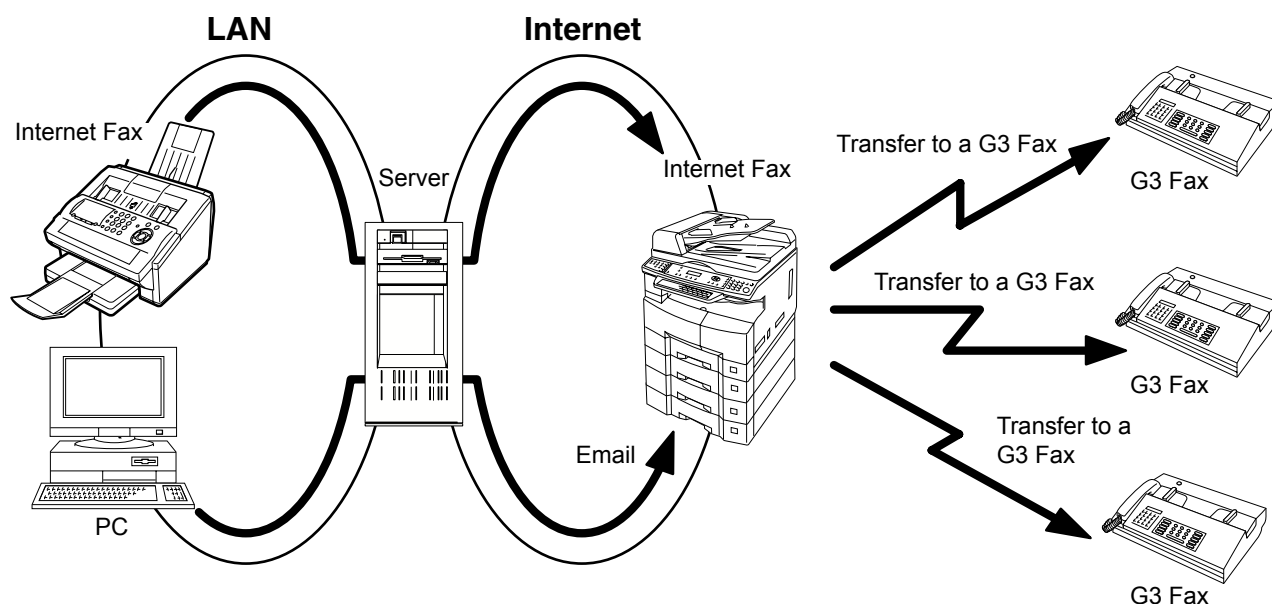 LAN
Internet
Internet Fax
Server
Internet Fax
Transfer to a G3 Fax
G3 Fax
Transfer to a G3 Fax
G3 Fax
Transfer to a
G3 Fax
Email
PC
G3 Fax